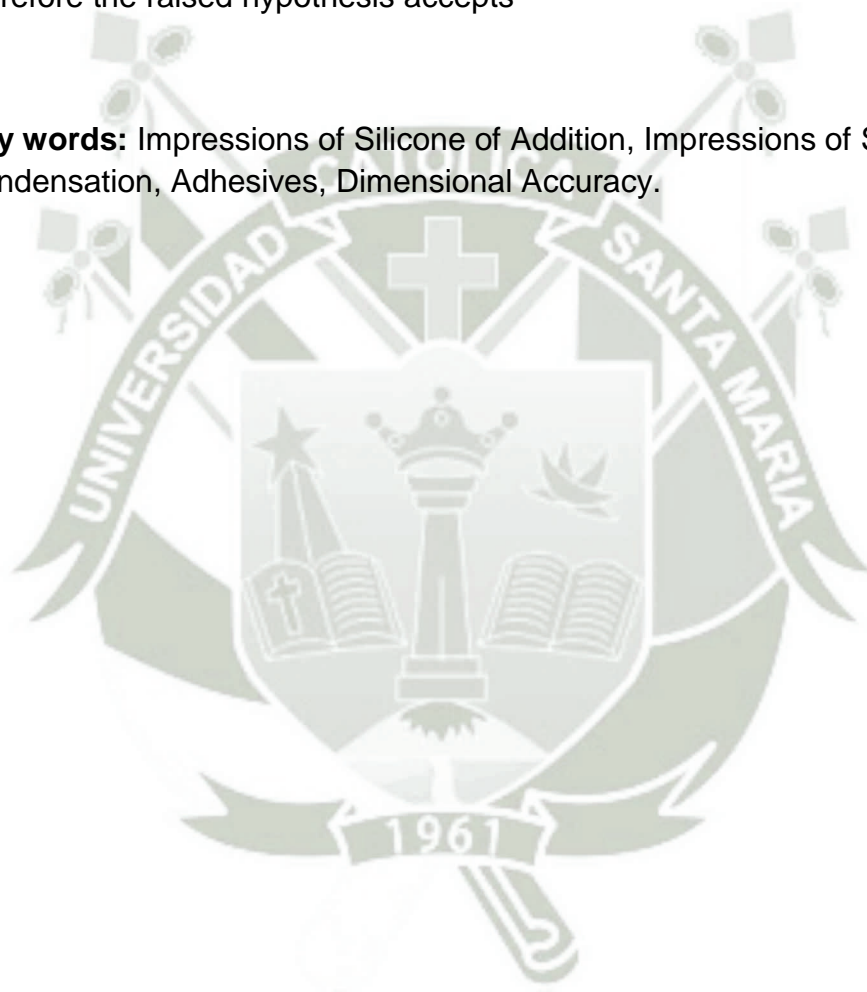 refore the raised hypothesis accepts
y words: Impressions of Silicone of Addition, Impressions of
ndensation, Adhesives, Dimensional Accuracy.
CATOLICA
UNIVERSIDAD
SANTA MARIA
1961